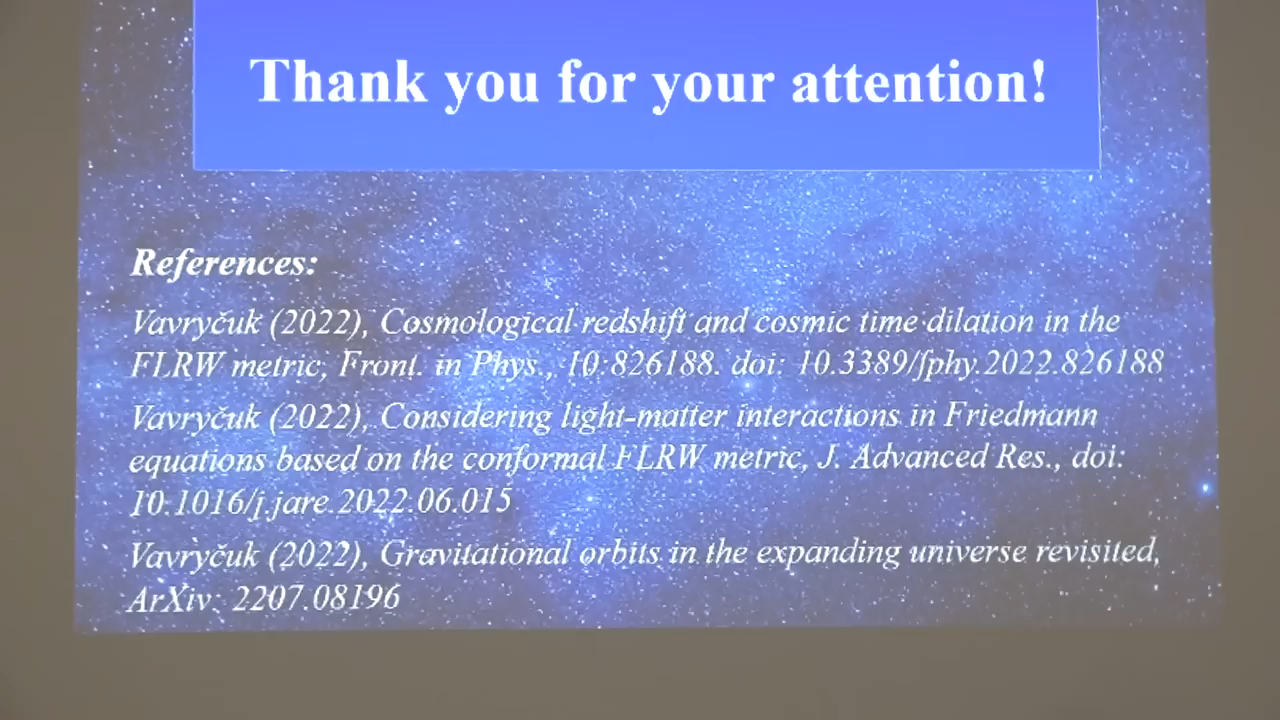 Thank you for your attention!
References:
Vavryčuk (2022), Cosmological redshift and cosmic time dilation in the
FLRW metric, Front. in Phys., 10:826188. doi: 10.3389/fphy.2022.826188
Vavryčuk (2022), Considering light-matter interactions in Friedmann
equations based on the conformal FLRW metric, J. Advanced Res., doi:
10.1016/j.jare.2022.06.015
Vavryčuk (2022), Gravitational orbits in the expanding universe revisited,
ArXiv: 2207.08196